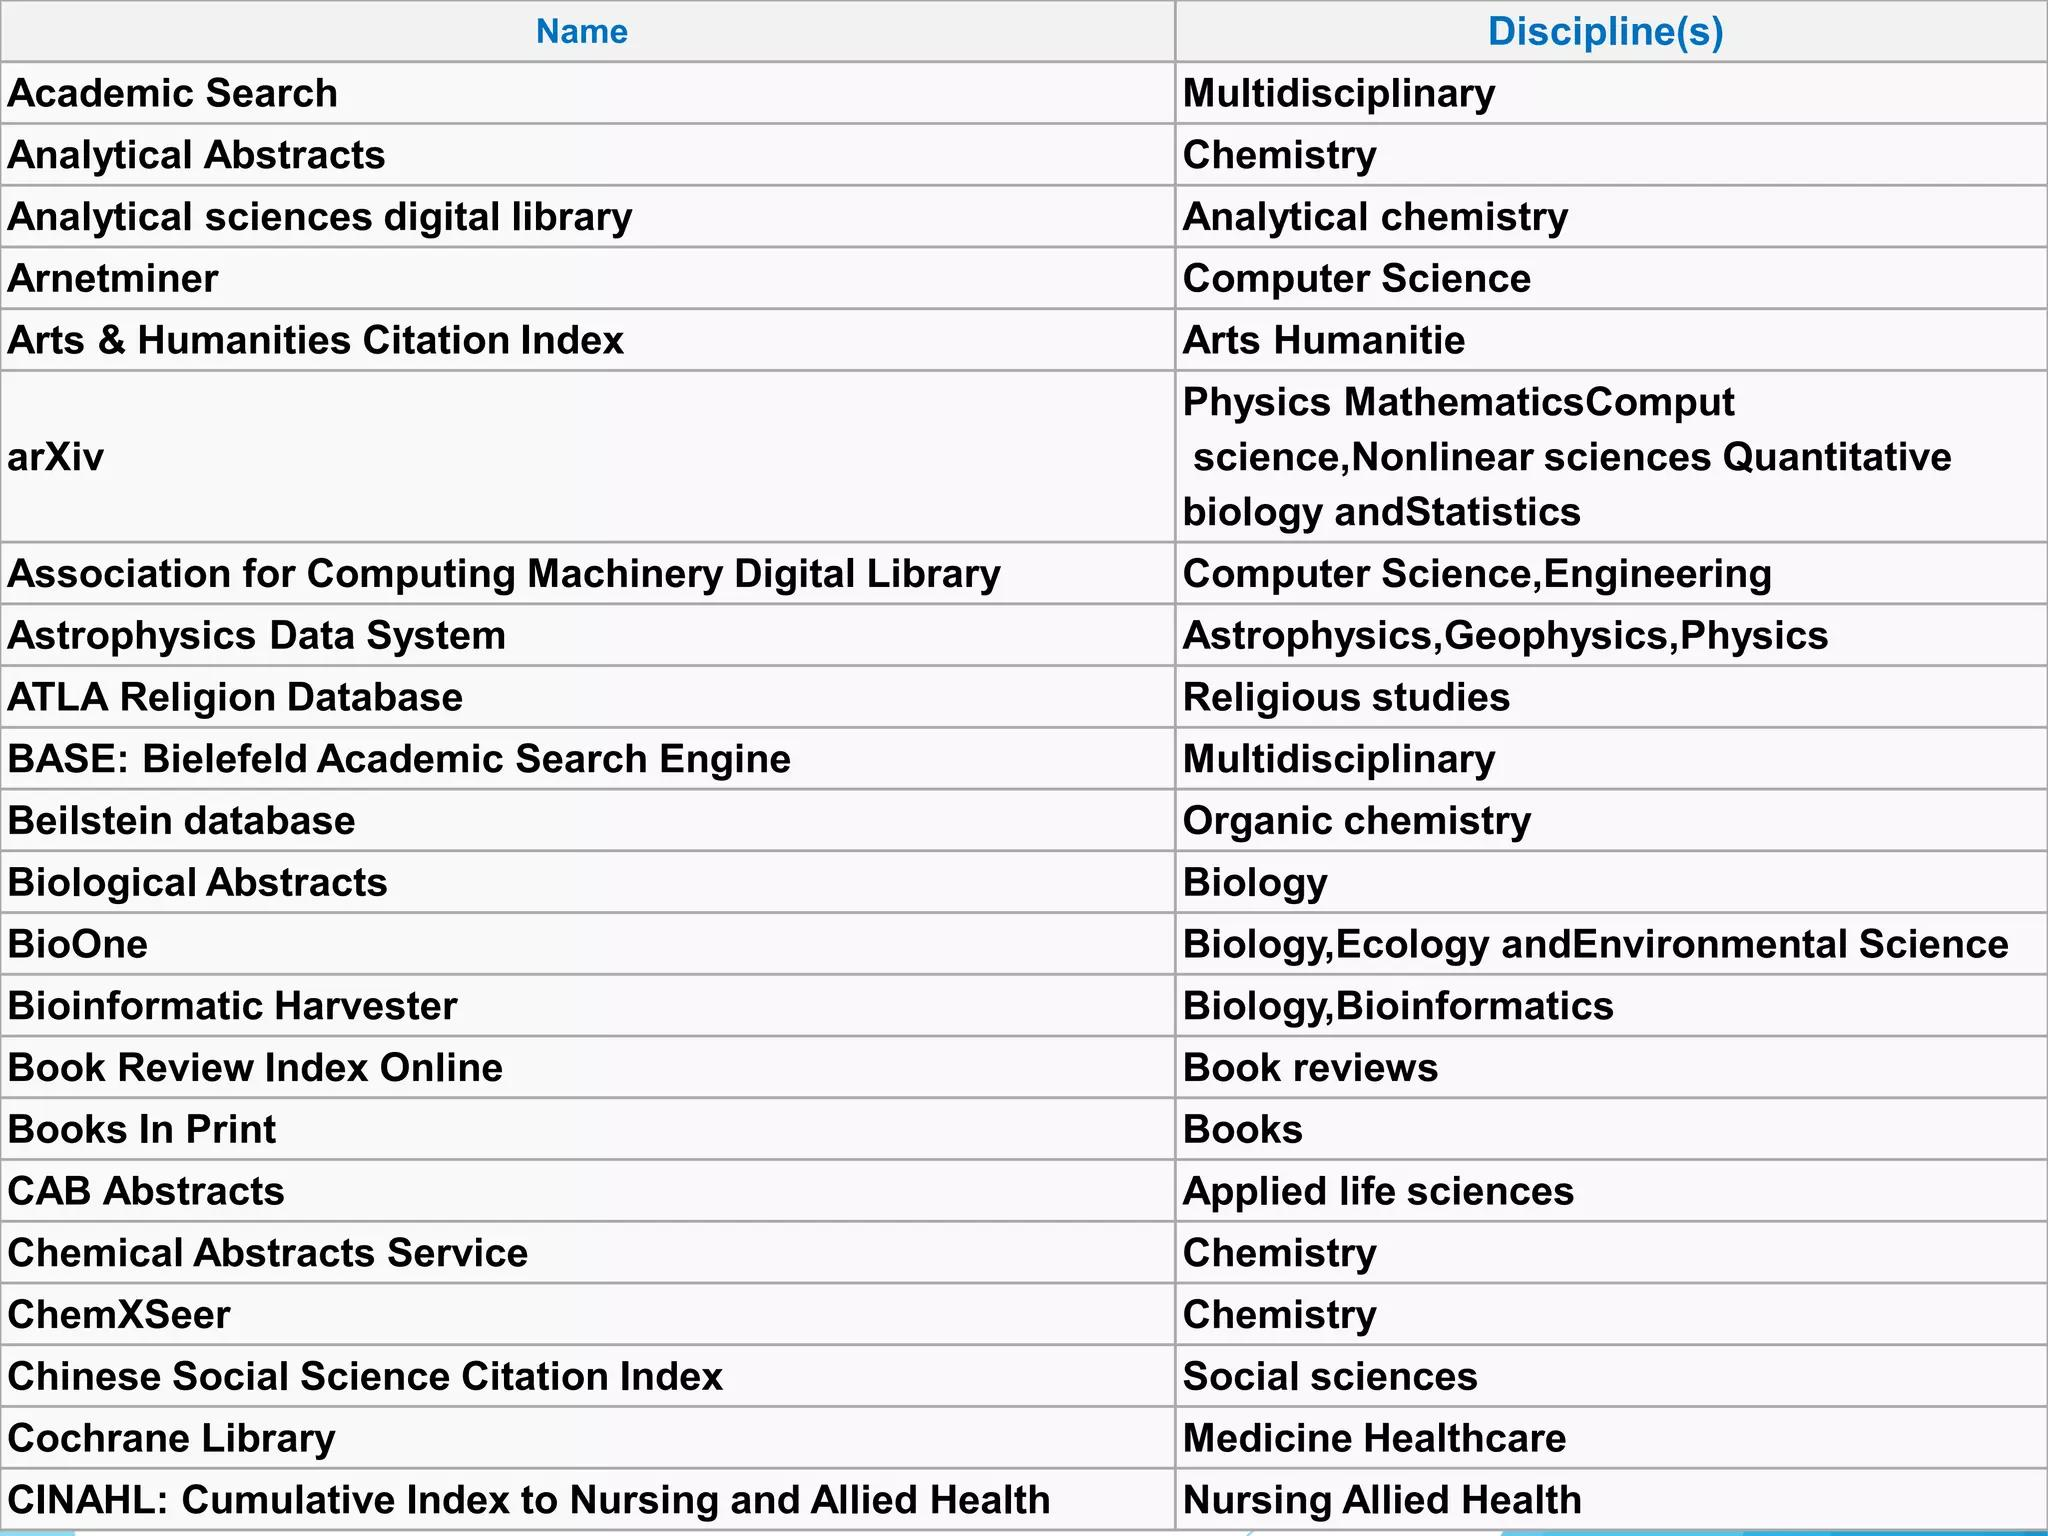 Name Discipline(s)
Academic Search Multidisciplinary
Analytical Abstracts Chemistry
Analytical sciences digital library Analytical chemistry
Arnetminer Computer Science
Arts & Humanities Citation Index Arts Humanitie
arXiv Physics MathematicsComput
science,Nonlinear sciences Quantitative
biology andStatistics
Association for Computing Machinery Digital Library Computer Science,Engineering
Astrophysics Data System Astrophysics,Geophysics,Physics
ATLA Religion Database Religious studies
BASE: Bielefeld Academic Search Engine Multidisciplinary
Beilstein database Organic chemistry
Biological Abstracts Biology
BioOne Biology,Ecology andEnvironmental Science
Bioinformatic Harvester Biology,Bioinformatics
Book Review Index Online Book reviews
Books In Print Books
CAB Abstracts Applied life sciences
Chemical Abstracts Service Chemistry
ChemXSeer Chemistry
Chinese Social Science Citation Index Social sciences
Cochrane Library Medicine Healthcare
CINAHL: Cumulative Index to Nursing and Allied Health Nursing Allied Health